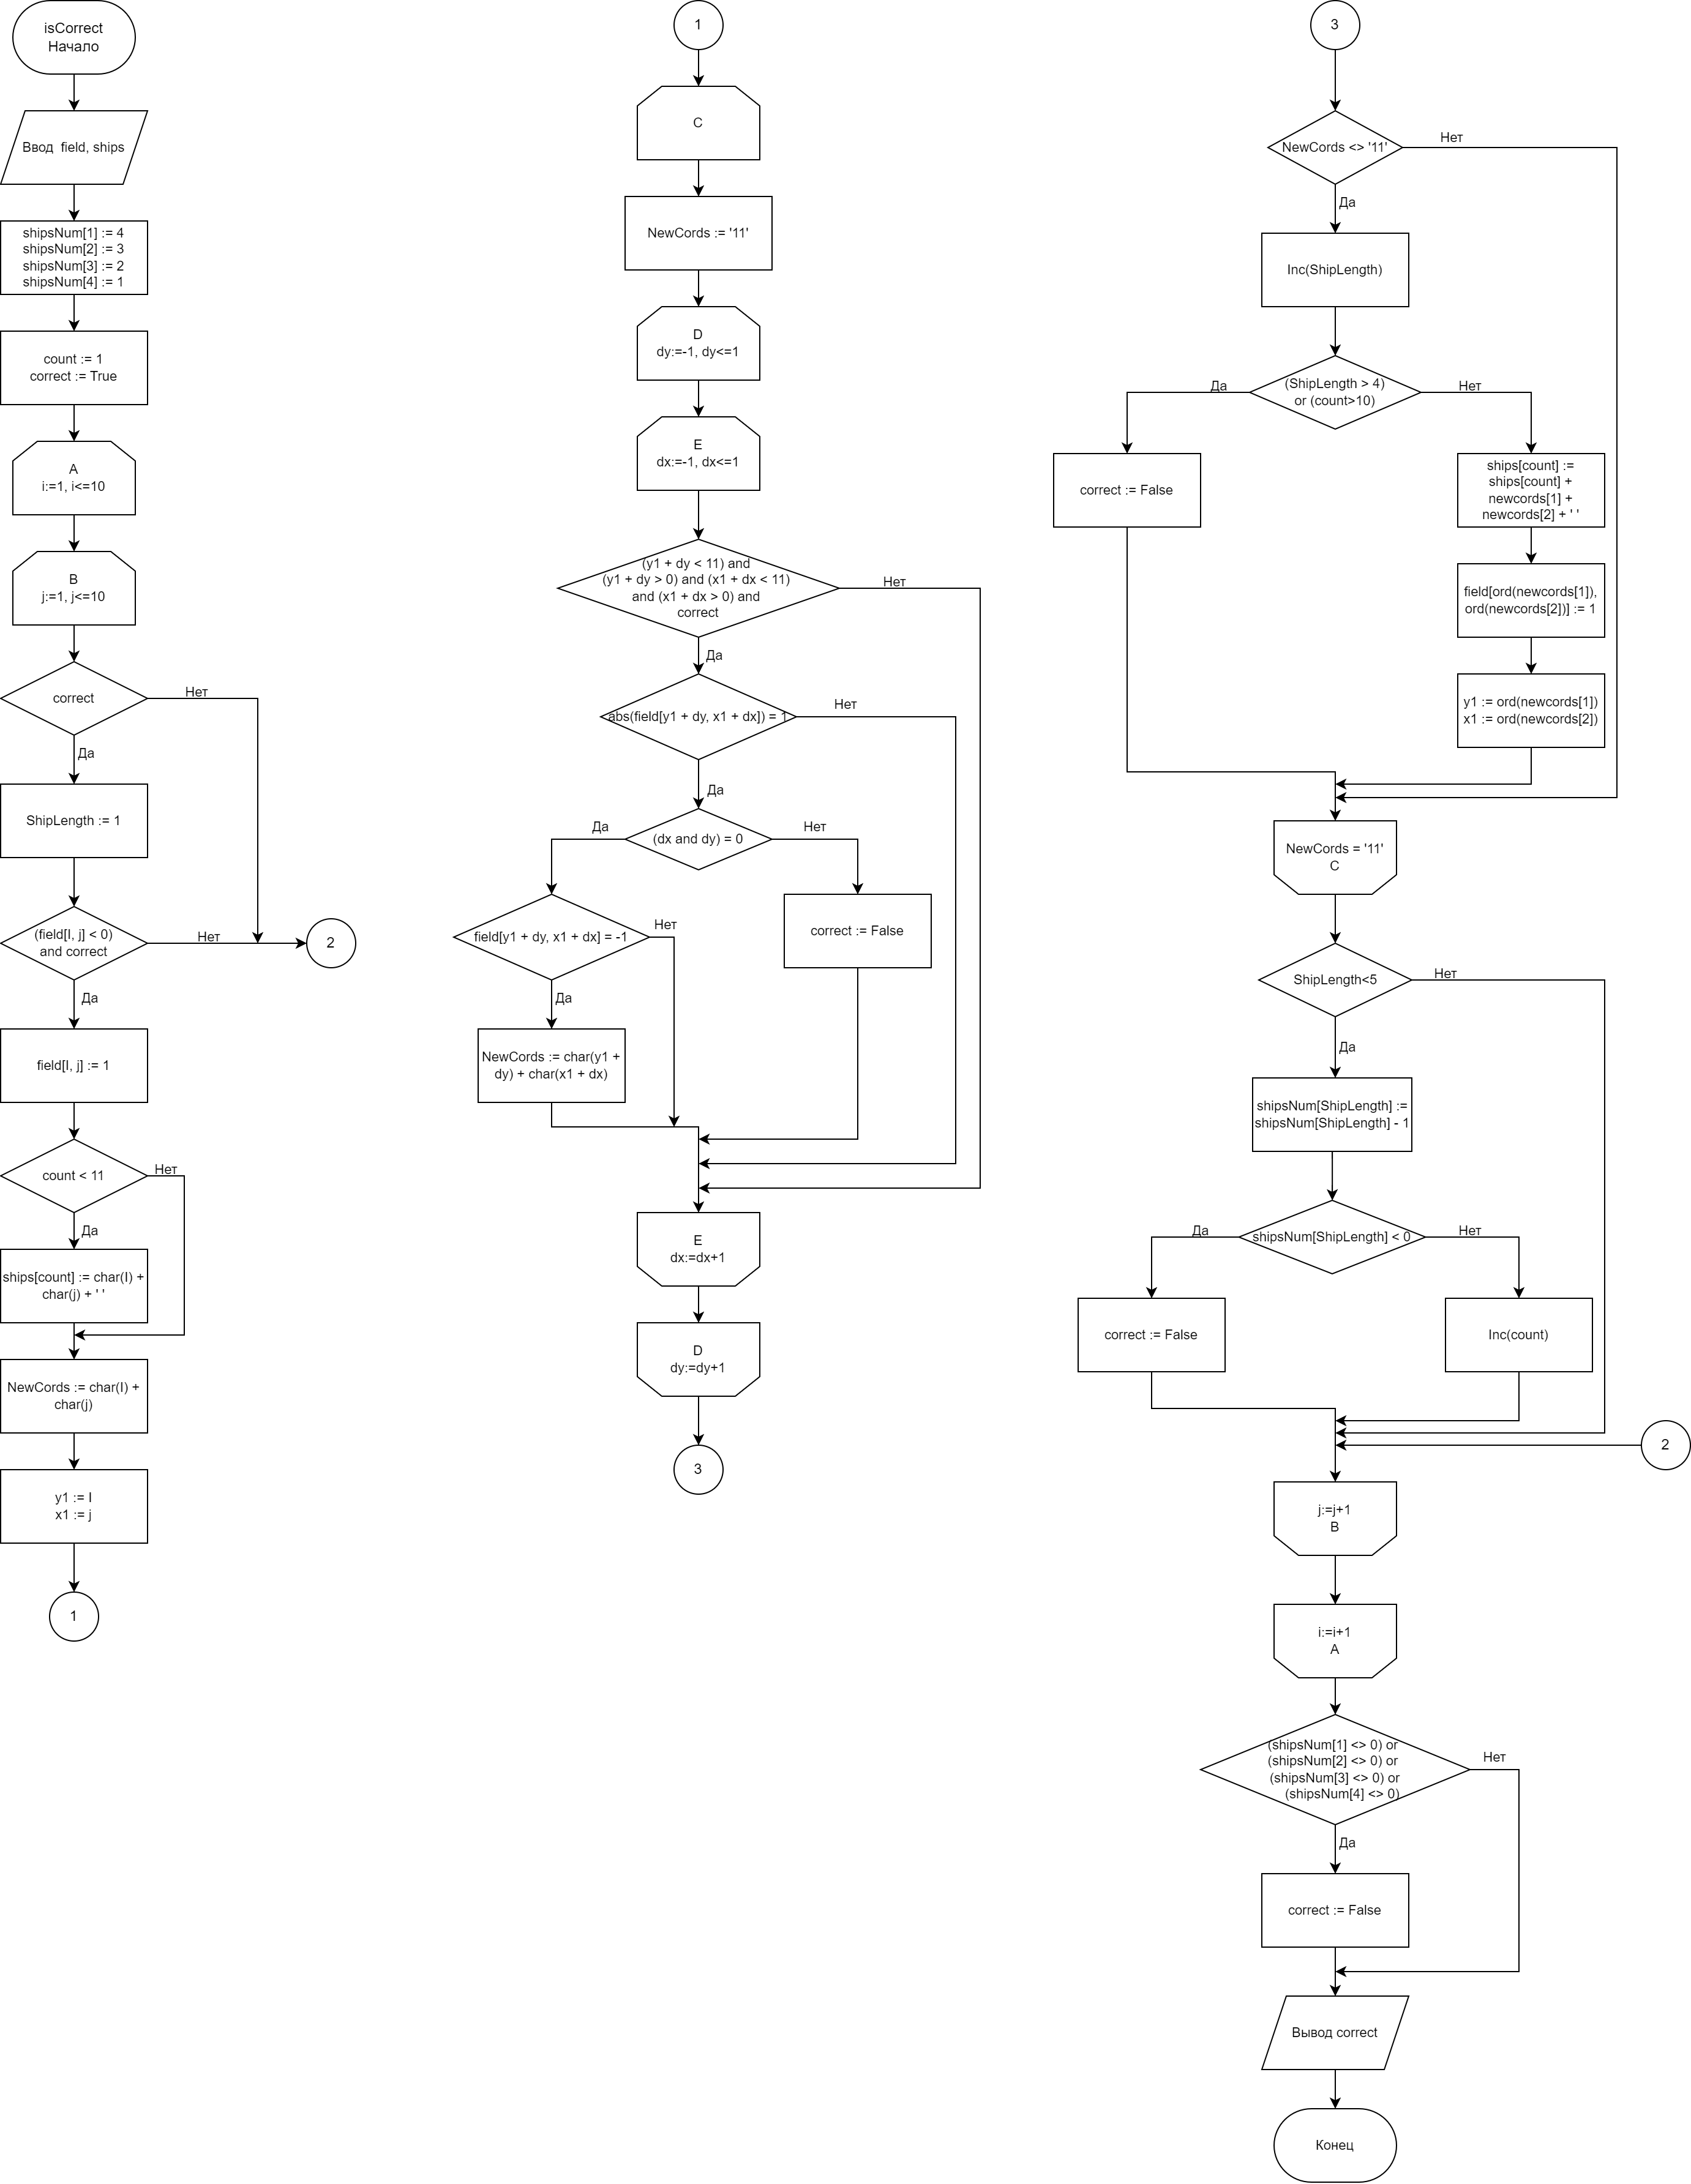 isCorrect
Начало
Ввод  field, ships
shipsNum[1] := 4
shipsNum[2] := 3
shipsNum[3] := 2
shipsNum[4] := 1
count := 1
correct := True
A
i:=1, i<=10
B
j:=1, j<=10
correct
Нет
Да
ShipLength := 1
(field[I, j] < 0)
and correct
Нет
2
Да
field[I, j] := 1
count < 11
Нет
Да
ships[count] := char(I) +
char(j) + ' '
NewCords := char(I) +
char(j)
y1 := I
x1 := j
1
1
C
NewCords := '11'
D
dy:=-1, dy<=1
E
dx:=-1, dx<=1
(y1 + dy < 11) and
(y1 + dy > 0) and (x1 + dx < 11)
and (x1 + dx > 0) and
correct
Нет
Да
abs(field[y1 + dy, x1 + dx]) = 1
Нет
Да
(dx and dy) = 0
Да
Нет
field[y1 + dy, x1 + dx] = -1
Нет
correct := False
Да
NewCords := char(y1 +
dy) + char(x1 + dx)
E
dx:=dx+1
D
dy:=dy+1
3
3
NewCords <> '11'
Нет
Да
Inc(ShipLength)
(ShipLength > 4)
or (count>10)
Да
Нет
correct := False
ships[count] :=
ships[count] +
newcords[1] +
newcords[2] + ' '
field[ord(newcords[1]),
ord(newcords[2])] := 1
y1 := ord(newcords[1])
x1 := ord(newcords[2])
NewCords = '11'
C
ShipLength<5
Нет
Да
shipsNum[ShipLength] :=
shipsNum[ShipLength] - 1
shipsNum[ShipLength] < 0
Да
Нет
correct := False
Inc(count)
2
j:=j+1
B
i:=i+1
A
(shipsNum[1] <> 0) or
(shipsNum[2] <> 0) or
(shipsNum[3] <> 0) or
(shipsNum[4] <> 0)
Нет
Да
correct := False
Вывод correct
Конец